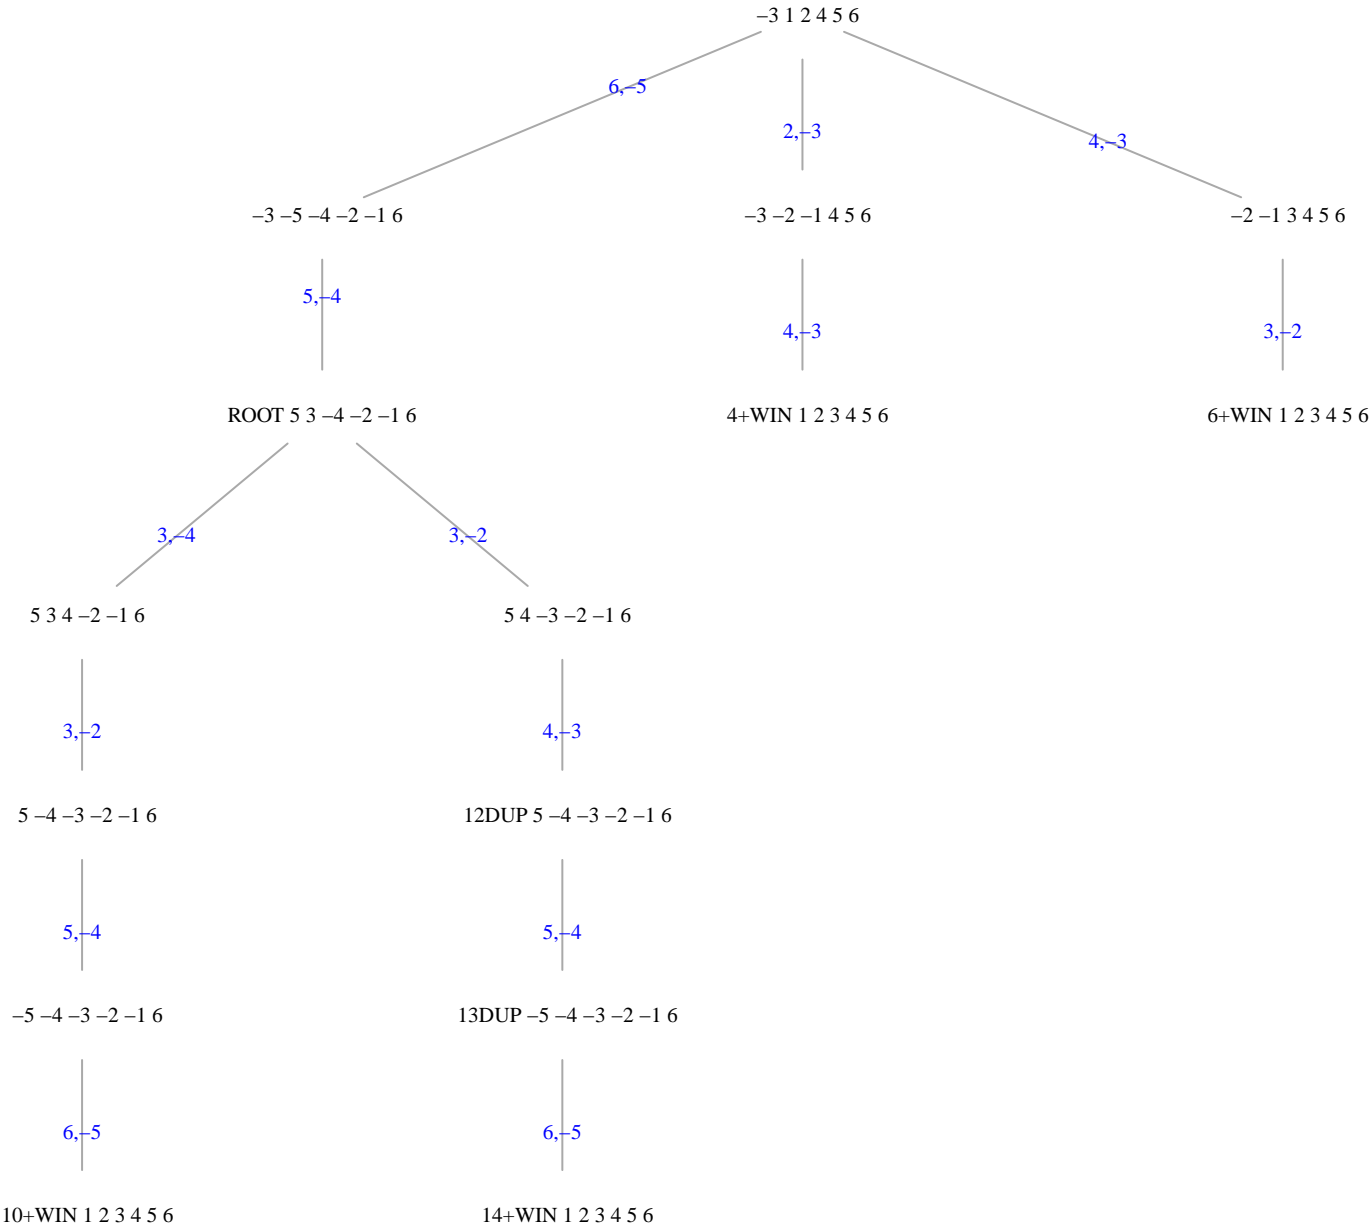 –3 1 2 4 5 6
6,–5
2,–3
4,–3
–3 –5 –4 –2 –1 6
–3 –2 –1 4 5 6
–2 –1 3 4 5 6
5,–4
4,–3
3,–2
ROOT 5 3 –4 –2 –1 6
4+WIN 1 2 3 4 5 6
6+WIN 1 2 3 4 5 6
3,–4
3,–2
5 3 4 –2 –1 6
5 4 –3 –2 –1 6
3,–2
4,–3
5 –4 –3 –2 –1 6
12DUP 5 –4 –3 –2 –1 6
5,–4
5,–4
–5 –4 –3 –2 –1 6
13DUP –5 –4 –3 –2 –1 6
6,–5
6,–5
10+WIN 1 2 3 4 5 6
14+WIN 1 2 3 4 5 6